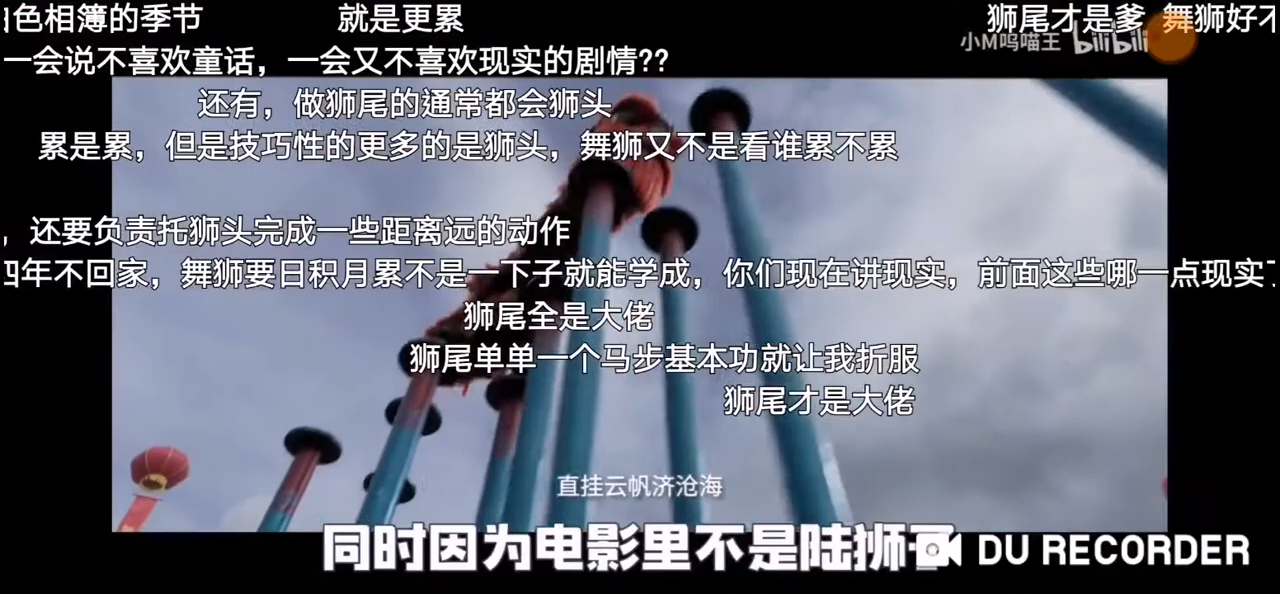 色相簿的季节 就是更累 狮尾才是爹 舞狮好不
小M呜喵王 bilibili
一会说不喜欢童话，一会又不喜欢现实的剧情??
还有，做狮尾的通常都会狮头
累是累，但是技巧性的更多的是狮头，舞狮又不是看谁累不累
，还要负责托狮头完成一些距离远的动作
四年不回家，舞狮要日积月累不是一下子就能学成，你们现在讲现实，前面这些哪一点现实
狮尾全是大佬
狮尾单单一个马步基本功就让我折服
狮尾才是大佬
直挂云帆济沧海
同时因为电影里不是陆狮
DU RECORDER